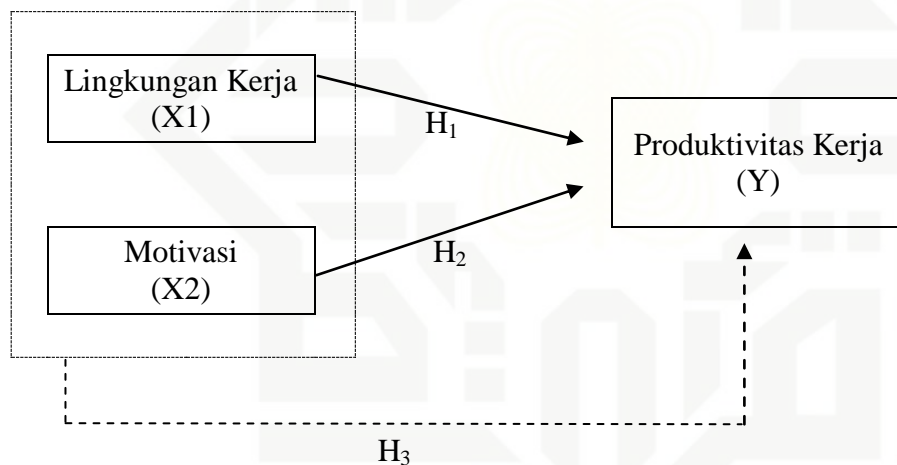 Lingkungan Kerja
(X1)
H₁
Produktivitas Kerja
(Y)
Motivasi
(X2)
H₂
H₃